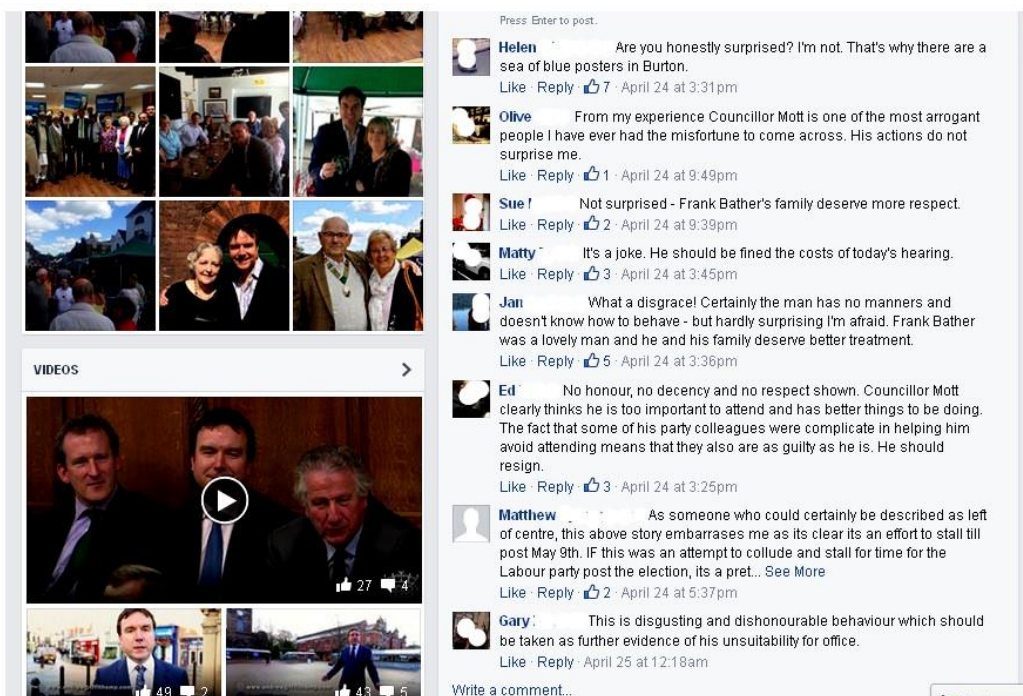 VIDEOS
27 4
49 2
43 5
Press Enter to post.
Helen Are you honestly surprised? I'm not. That's why there are a
sea of blue posters in Burton.
Like · Reply · 7 · April 24 at 3:31pm
Olive From my experience Councillor Mott is one of the most arrogant
people I have ever had the misfortune to come across. His actions do not
surprise me.
Like · Reply · 1 · April 24 at 9:49pm
Sue Not surprised - Frank Bather's family deserve more respect.
Like · Reply · 2 · April 24 at 9:39pm
Matty It's a joke. He should be fined the costs of today's hearing.
Like · Reply · 3 · April 24 at 3:45pm
Jan What a disgrace! Certainly the man has no manners and
doesn't know how to behave - but hardly surprising I'm afraid. Frank Bather
was a lovely man and he and his family deserve better treatment.
Like · Reply · 5 · April 24 at 3:36pm
Ed No honour, no decency and no respect shown. Councillor Mott
clearly thinks he is too important to attend and has better things to be doing.
The fact that some of his party colleagues were complicate in helping him
avoid attending means that they also are as guilty as he is. He should
resign.
Like · Reply · 3 · April 24 at 3:25pm
Matthew As someone who could certainly be described as left
of centre, this above story embarrases me as its clear its an effort to stall till
post May 9th. IF this was an attempt to collude and stall for time for the
Labour party post the election, its a pret... See More
Like · Reply · 2 · April 24 at 5:37pm
Gary This is disgusting and dishonourable behaviour which should
be taken as further evidence of his unsuitability for office.
Like · Reply · April 25 at 12:18am
Write a comment...